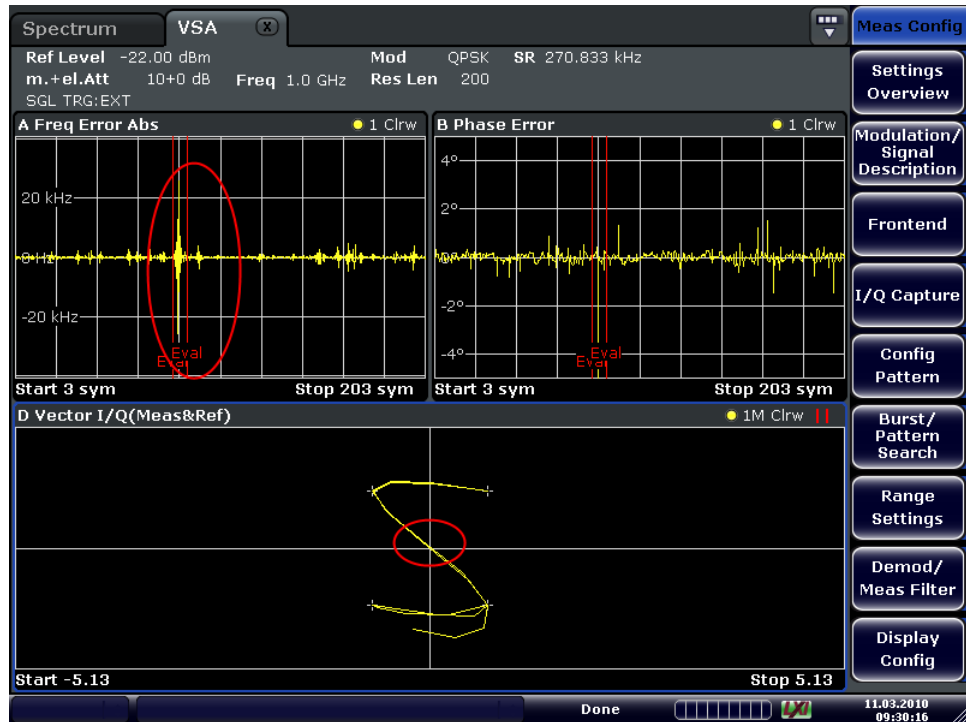 Spectrum VSA X
Ref Level -22.00 dBm Mod QPSK SR 270.833 kHz
m.+el.Att 10+0 dB Freq 1.0 GHz Res Len 200
SGL TRG:EXT
A Freq Error Abs 1 Clrw
20 kHz
0 Hz
-20 kHz
Eval
Eval
Start 3 sym Stop 203 sym
B Phase Error 1 Clrw
4°
2°
0°
-2°
-4°
Eval
Eval
Start 3 sym Stop 203 sym
D Vector I/Q(Meas&Ref) 1M Clrw
Start -5.13 Stop 5.13
Meas Config
Settings
Overview
Modulation/
Signal
Description
Frontend
I/Q Capture
Config
Pattern
Burst/
Pattern
Search
Range
Settings
Demod/
Meas Filter
Display
Config
Done LXI 11.03.2010
09:30:16